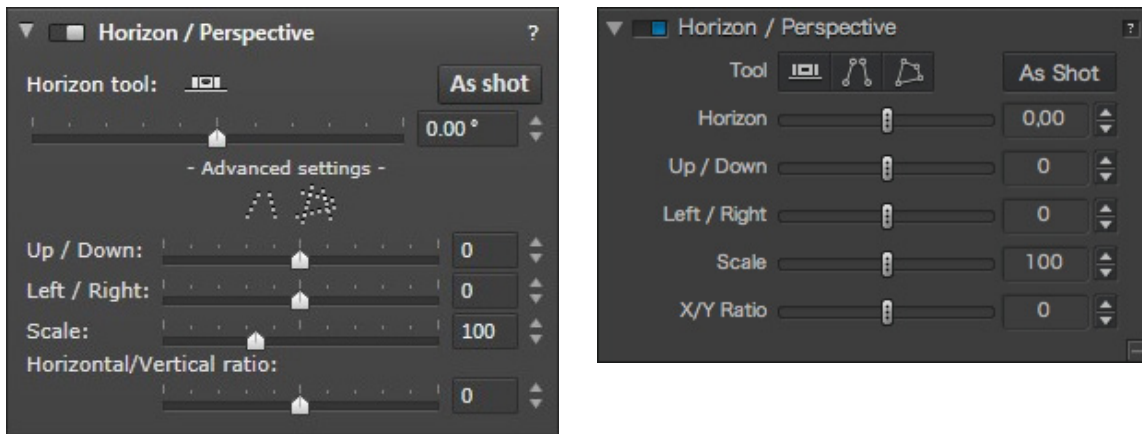 Horizon / Perspective ?
Horizon tool: As shot
0.00 °
- Advanced settings -
Up / Down: 0
Left / Right: 0
Scale: 100
Horizontal/Vertical ratio:
0
Horizon / Perspective ?
Tool As Shot
Horizon 0,00
Up / Down 0
Left / Right 0
Scale 100
X/Y Ratio 0